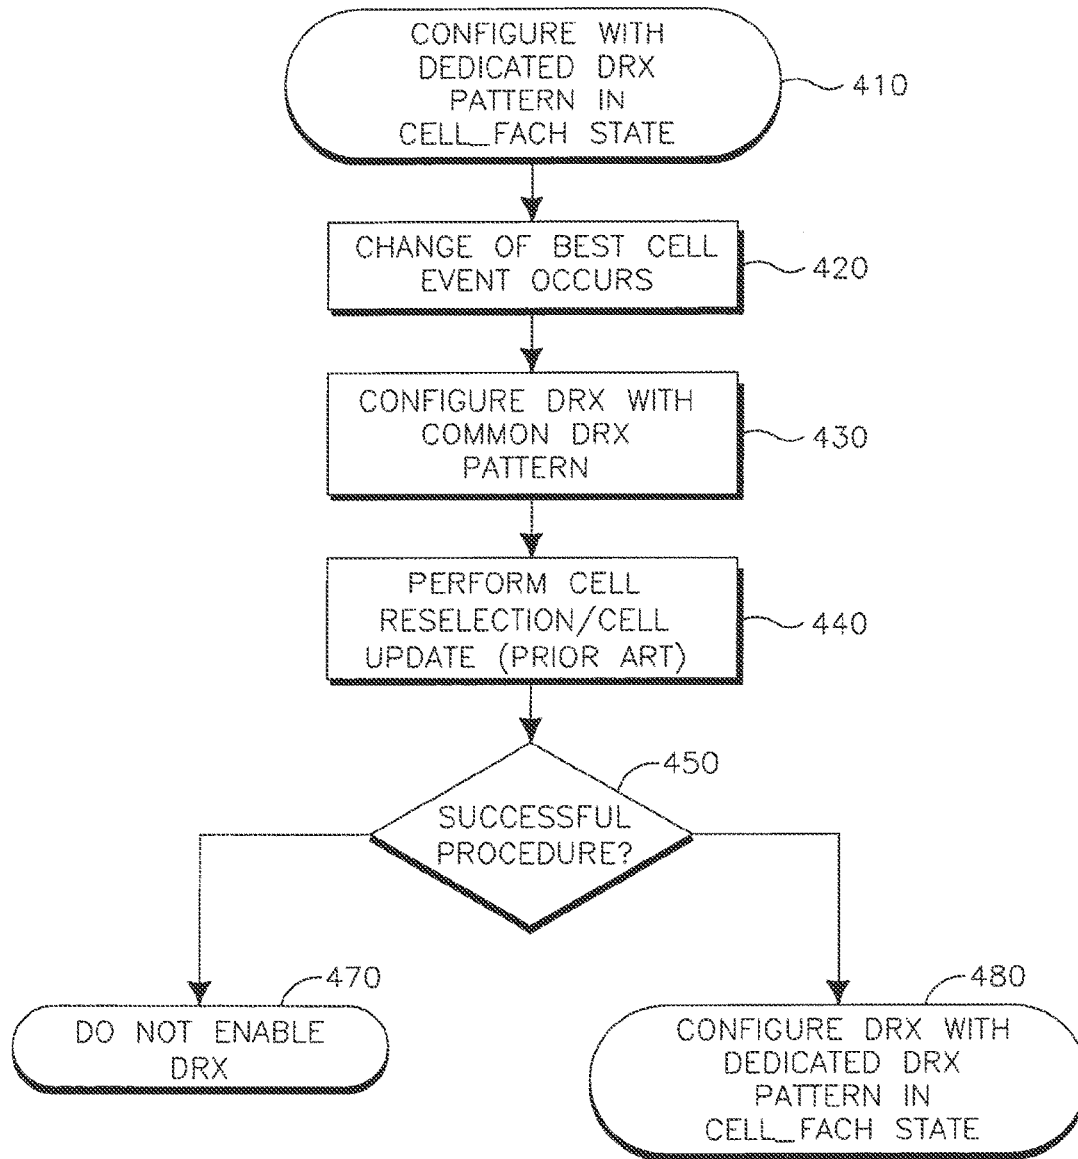 CONFIGURE WITH
DEDICATED DRX
PATTERN IN
CELL_FACH STATE
410
CHANGE OF BEST CELL
EVENT OCCURS
420
CONFIGURE DRX WITH
COMMON DRX
PATTERN
430
PERFORM CELL
RESELECTION/CELL
UPDATE (PRIOR ART)
440
450
SUCCESSFUL
PROCEDURE?
470
DO NOT ENABLE
DRX
480
CONFIGURE DRX WITH
DEDICATED DRX
PATTERN IN
CELL_FACH STATE